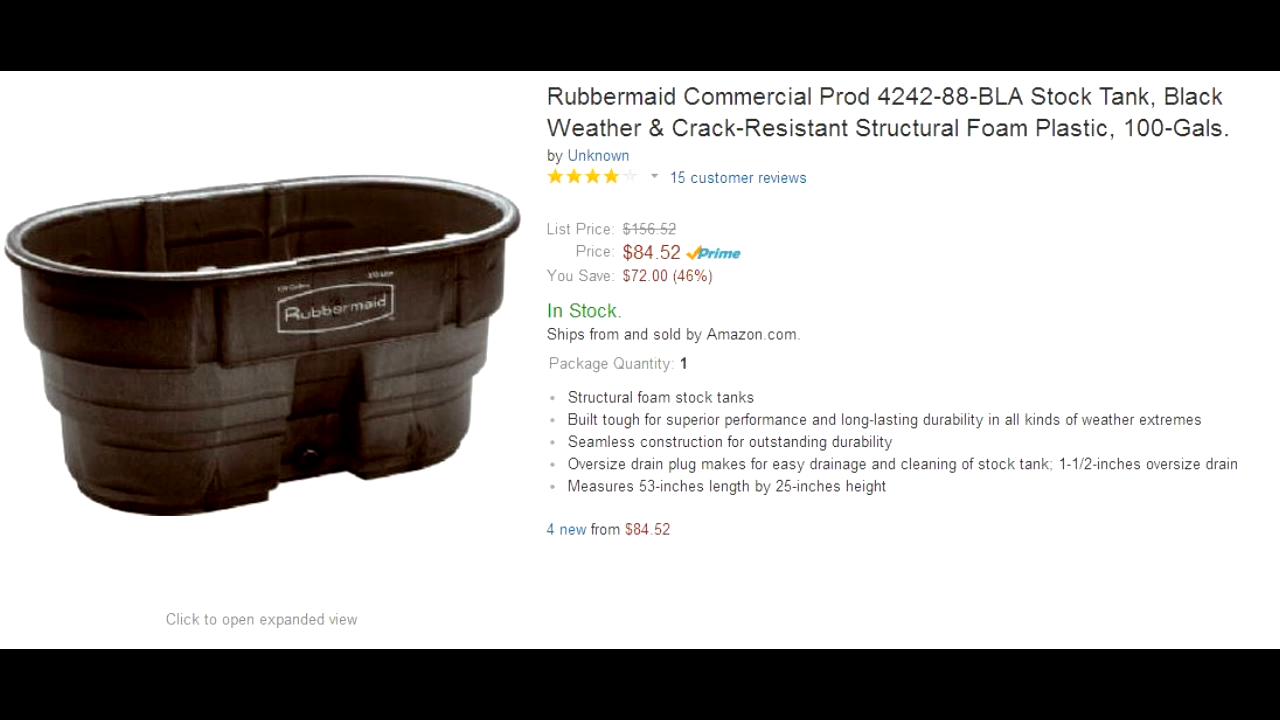 Rubbermaid Commercial Prod 4242-88-BLA Stock Tank, Black
Weather & Crack-Resistant Structural Foam Plastic, 100-Gals.
by Unknown
15 customer reviews
List Price: $156.52
Price: $84.52 Prime
You Save: $72.00 (46%)
In Stock.
Ships from and sold by Amazon.com.
Package Quantity: 1
Structural foam stock tanks
Built tough for superior performance and long-lasting durability in all kinds of weather extremes
Seamless construction for outstanding durability
Oversize drain plug makes for easy drainage and cleaning of stock tank; 1-1/2-inches oversize drain
Measures 53-inches length by 25-inches height
4 new from $84.52
Rubbermaid
Click to open expanded view